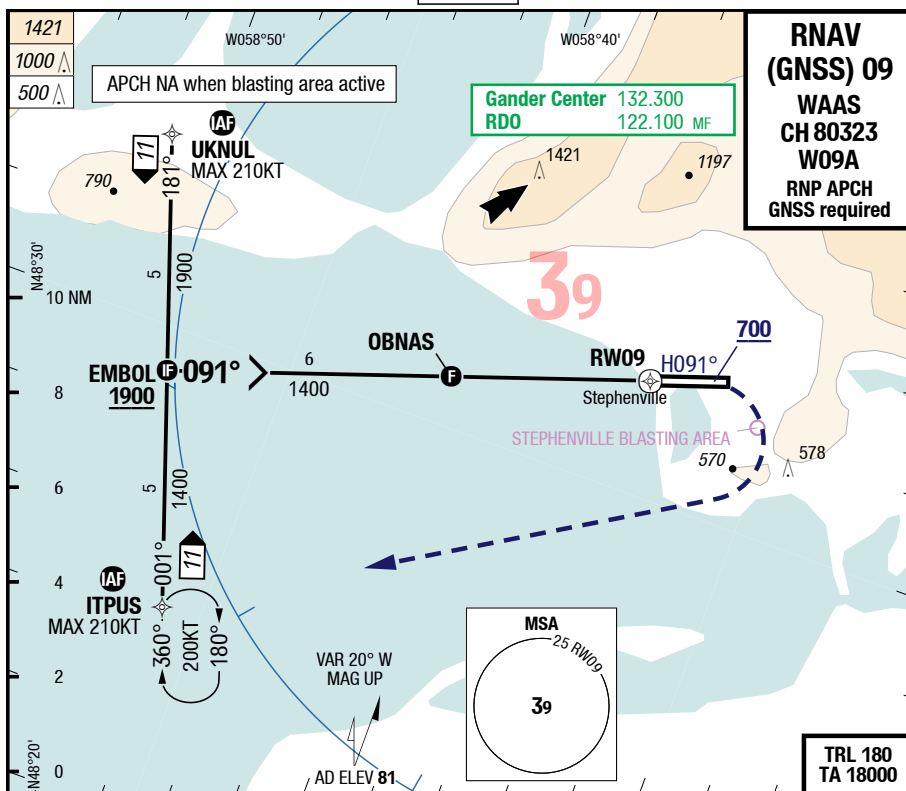 1421
1000
500
W058°50'
W058°40'
RNAV
(GNSS) 09
WAAS
CH 80323
W09A
RNP APCH
GNSS required
APCH NA when blasting area active
Gander Center 132.300
RDO 122.100 MF
IAF
UKNUL
MAX 210KT
11
181°
790
1421
1197
N48°30'
10 NM
5
1900
39
EMBOL
1900
IF
091°
6
1400
OBNAS
F
RW09
Stephenville
H091°
700
8
STEPHENVILLE BLASTING AREA
570
578
6
5
1400
4
IAF
ITPUS
MAX 210KT
001°
11
360°
200KT
180°
2
VAR 20° W
MAG UP
MSA
25 RW09
39
N48°20'
0
AD ELEV 81
TRL 180
TA 18000